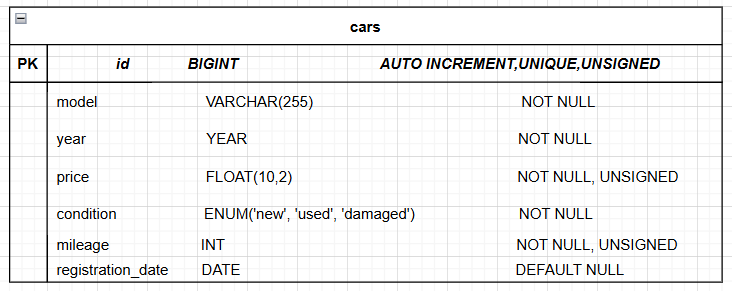 cars
PK id BIGINT AUTO INCREMENT,UNIQUE,UNSIGNED
model VARCHAR(255) NOT NULL
year YEAR NOT NULL
price FLOAT(10,2) NOT NULL, UNSIGNED
condition ENUM('new', 'used', 'damaged') NOT NULL
mileage INT NOT NULL, UNSIGNED
registration_date DATE DEFAULT NULL